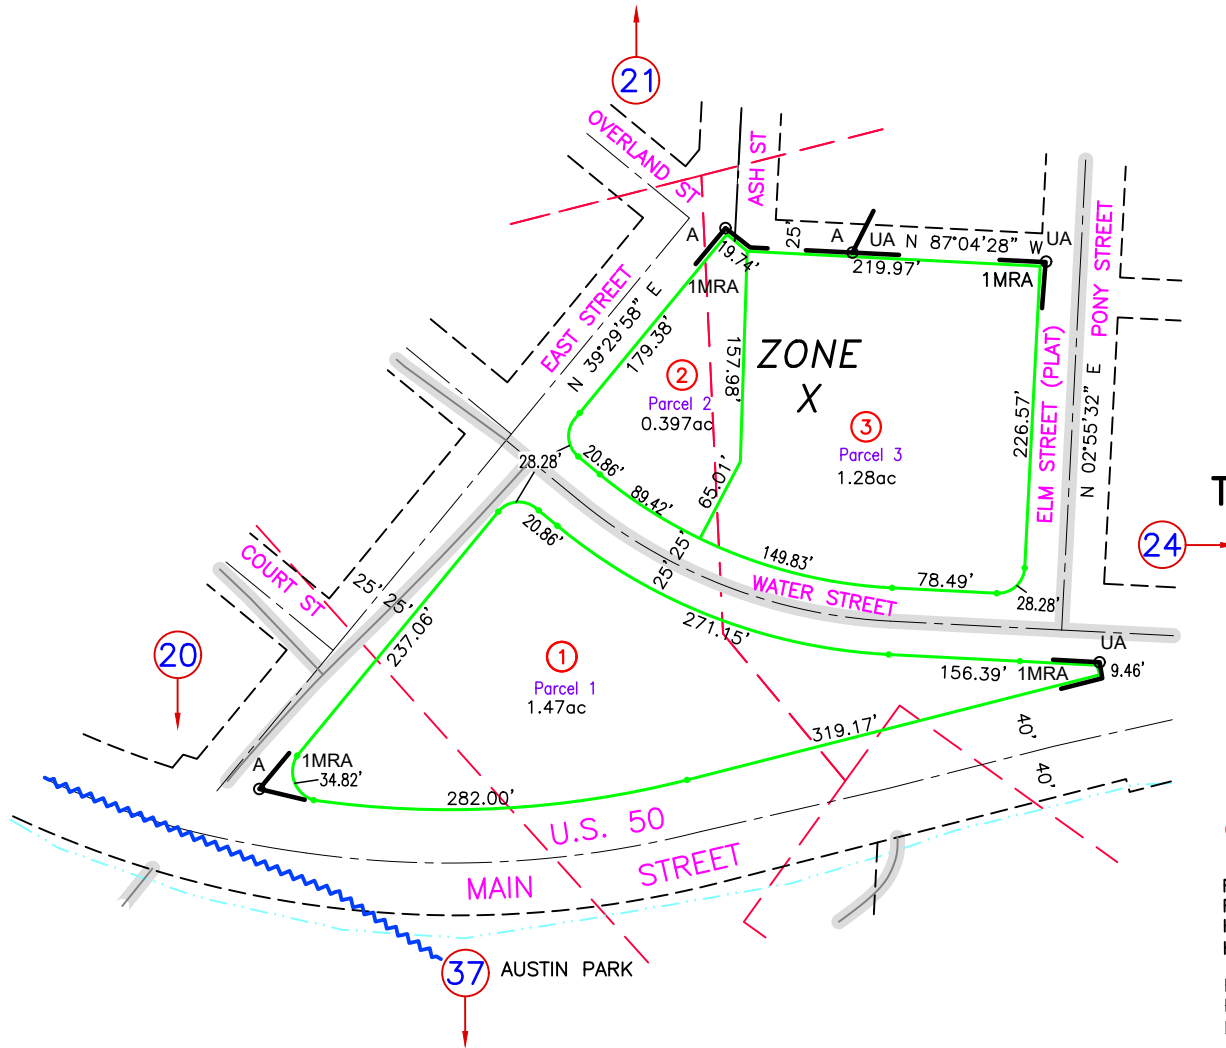 21
OVERLAND ST
ASH ST
A
19.74'
1MRA
25'
A
UA
N 87°04'28" W
219.97'
UA
1MRA
PONY STREET
EAST STREET
N 39°29'58" E
179.38'
2
Parcel 2
0.397ac
157.98'
ZONE
X
3
Parcel 3
1.28ac
226.57'
ELM STREET (PLAT)
N 02°55'32" E
28.28'
20.86'
89.42'
65.01'
20.86'
25'
25'
149.83'
78.49'
28.28'
WATER STREET
24
T
COURT ST
25'
25'
237.06'
271.15'
20
1
Parcel 1
1.47ac
156.39'
1MRA
UA
9.46'
A
1MRA
34.82'
282.00'
319.17'
40'
40'
U.S. 50
MAIN STREET
37
AUSTIN PARK